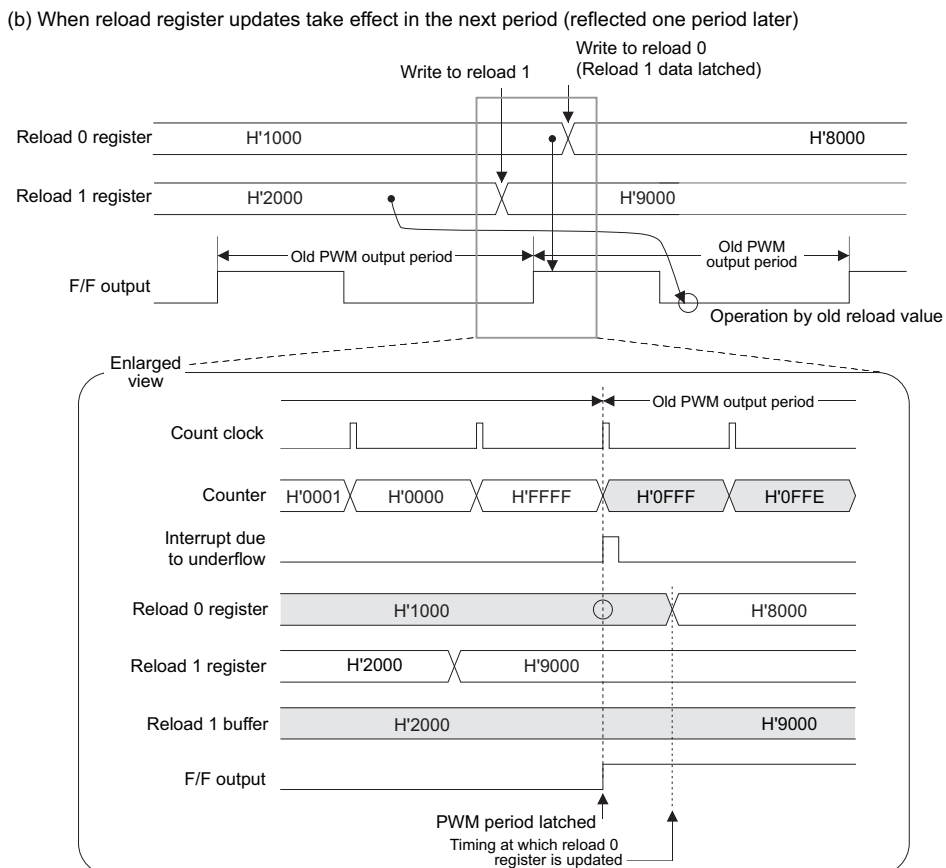 (b) When reload register updates take effect in the next period (reflected one period later)
Write to reload 0
(Reload 1 data latched)
Write to reload 1
Reload 0 register
H'1000
H'8000
Reload 1 register
H'2000
H'9000
Old PWM output period
Old PWM
output period
F/F output
Operation by old reload value
Enlarged
view
Old PWM output period
Count clock
Counter
H'0001
H'0000
H'FFFF
H'0FFF
H'0FFE
Interrupt due
to underflow
Reload 0 register
H'1000
H'8000
Reload 1 register
H'2000
H'9000
Reload 1 buffer
H'2000
H'9000
F/F output
PWM period latched
Timing at which reload 0
register is updated